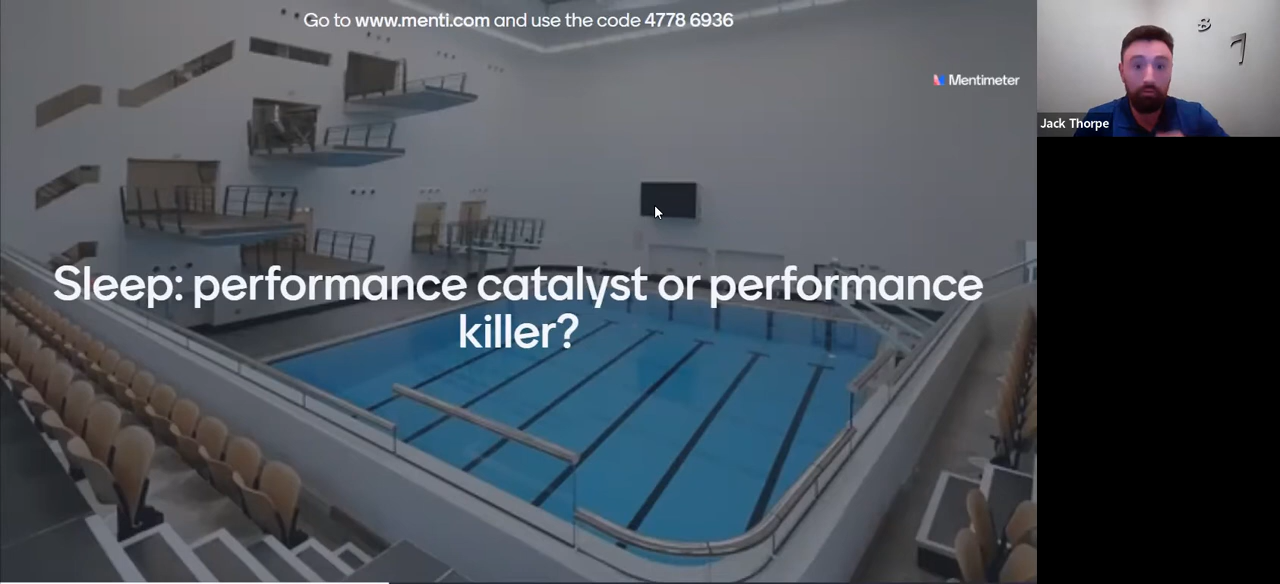 Go to www.menti.com and use the code 4778 6936
Mentimeter
Jack Thorpe
Sleep: performance catalyst or performance
killer?